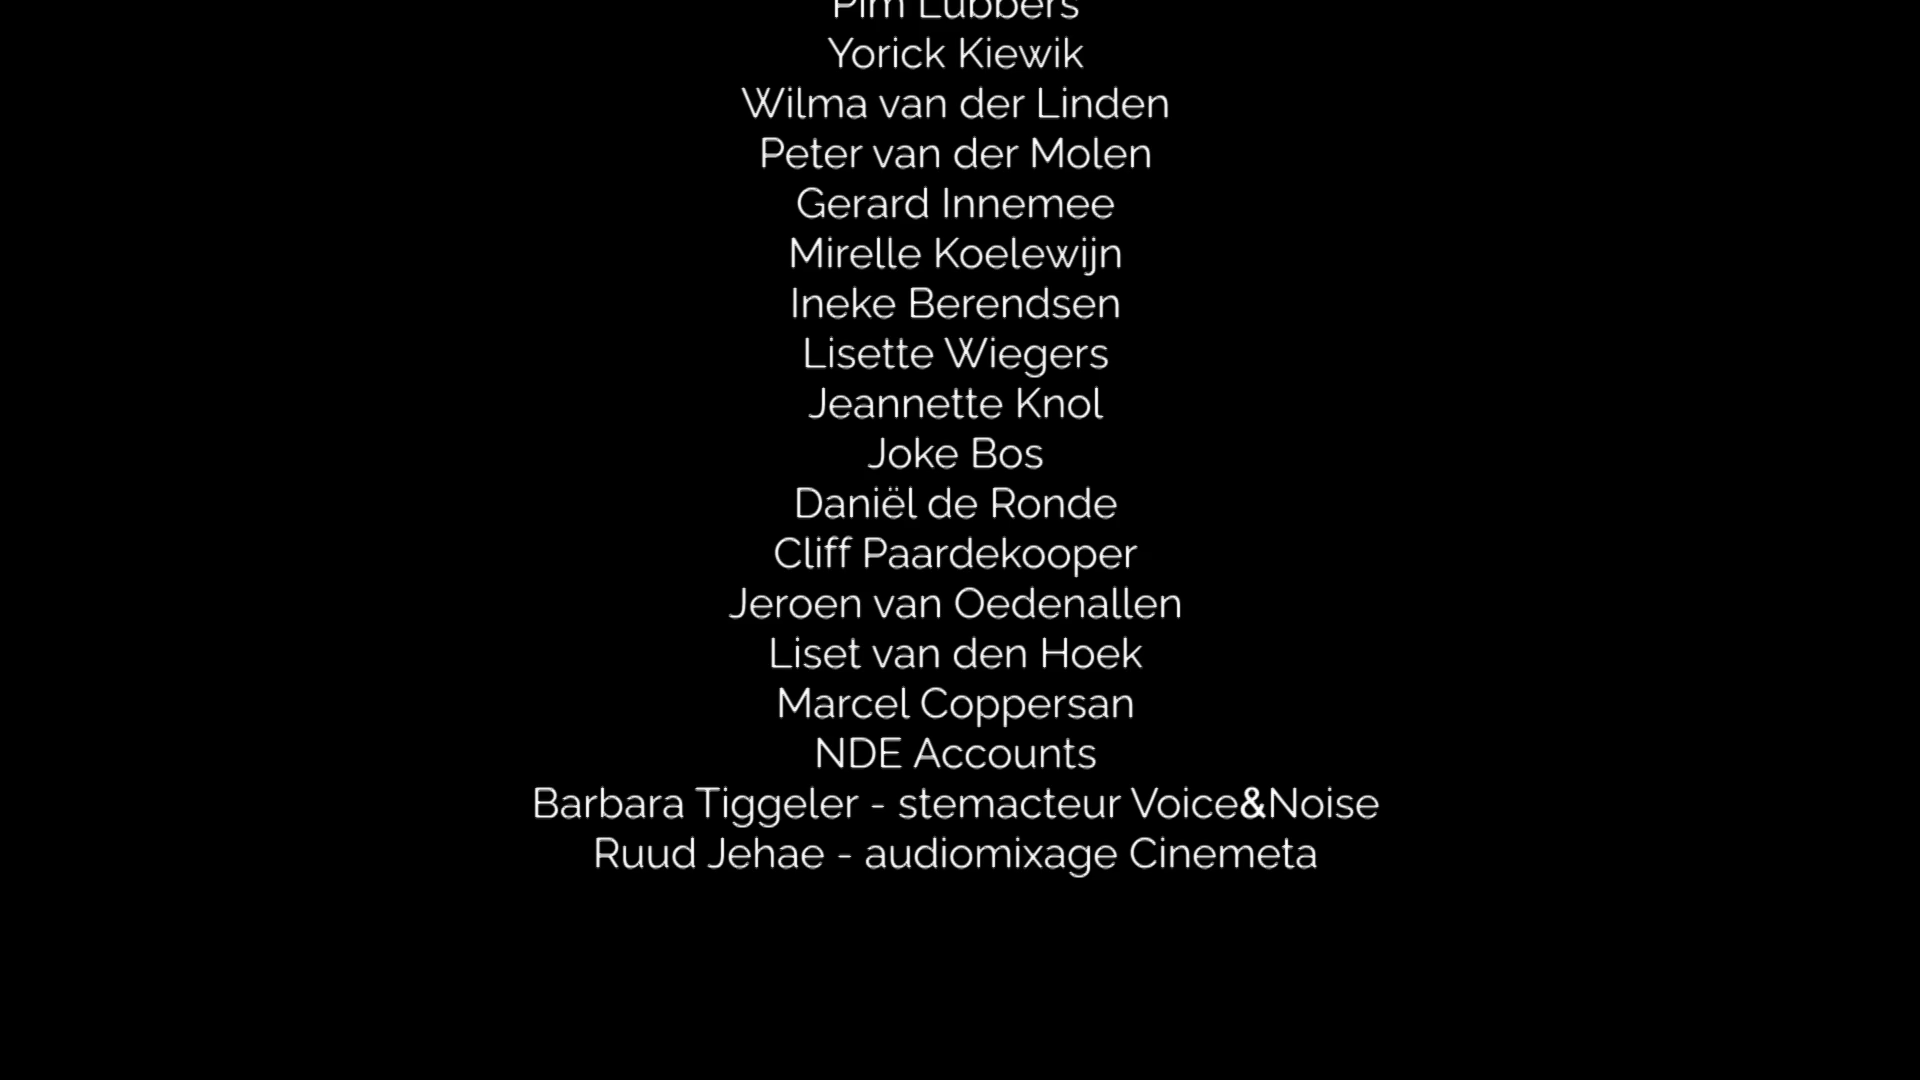 Pim Lubbers
Yorick Kiewik
Wilma van der Linden
Peter van der Molen
Gerard Innemee
Mirelle Koelewijn
Ineke Berendsen
Lisette Wiegers
Jeannette Knol
Joke Bos
Daniël de Ronde
Cliff Paardekooper
Jeroen van Oedenallen
Liset van den Hoek
Marcel Coppersan
NDE Accounts
Barbara Tiggeler - stemacteur Voice&Noise
Ruud Jehae - audiomixage Cinemeta